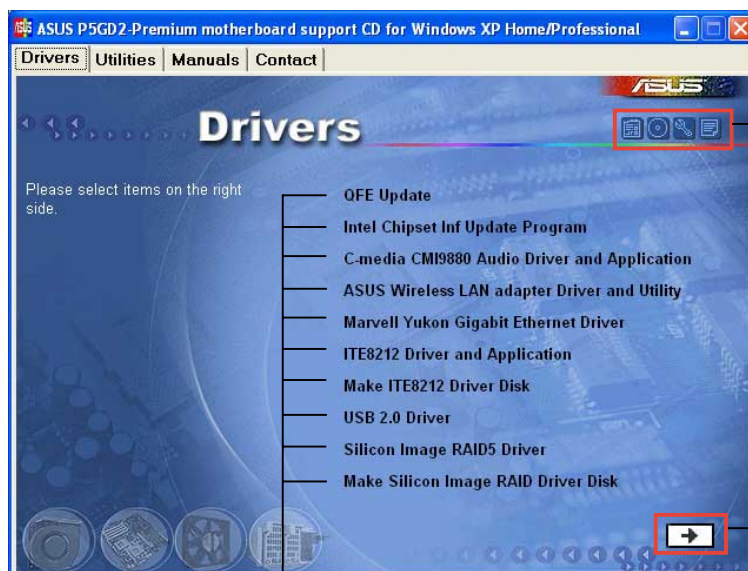 ASUS P5GD2-Premium motherboard support CD for Windows XP Home/Professional
Drivers Utilities Manuals Contact
ASUS
Drivers
Please select items on the right
side.
QFE Update
Intel Chipset Inf Update Program
C-media CMI9880 Audio Driver and Application
ASUS Wireless LAN adapter Driver and Utility
Marvell Yukon Gigabit Ethernet Driver
ITE8212 Driver and Application
Make ITE8212 Driver Disk
USB 2.0 Driver
Silicon Image RAID5 Driver
Make Silicon Image RAID Driver Disk